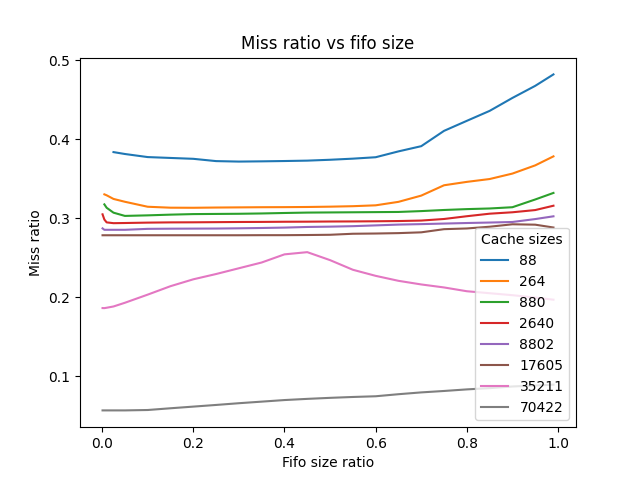 Miss ratio vs fifo size
Miss ratio
0.5
0.4
0.3
0.2
0.1
Cache sizes
88
264
880
2640
8802
17605
35211
70422
0.0 0.2 0.4 0.6 0.8 1.0
Fifo size ratio